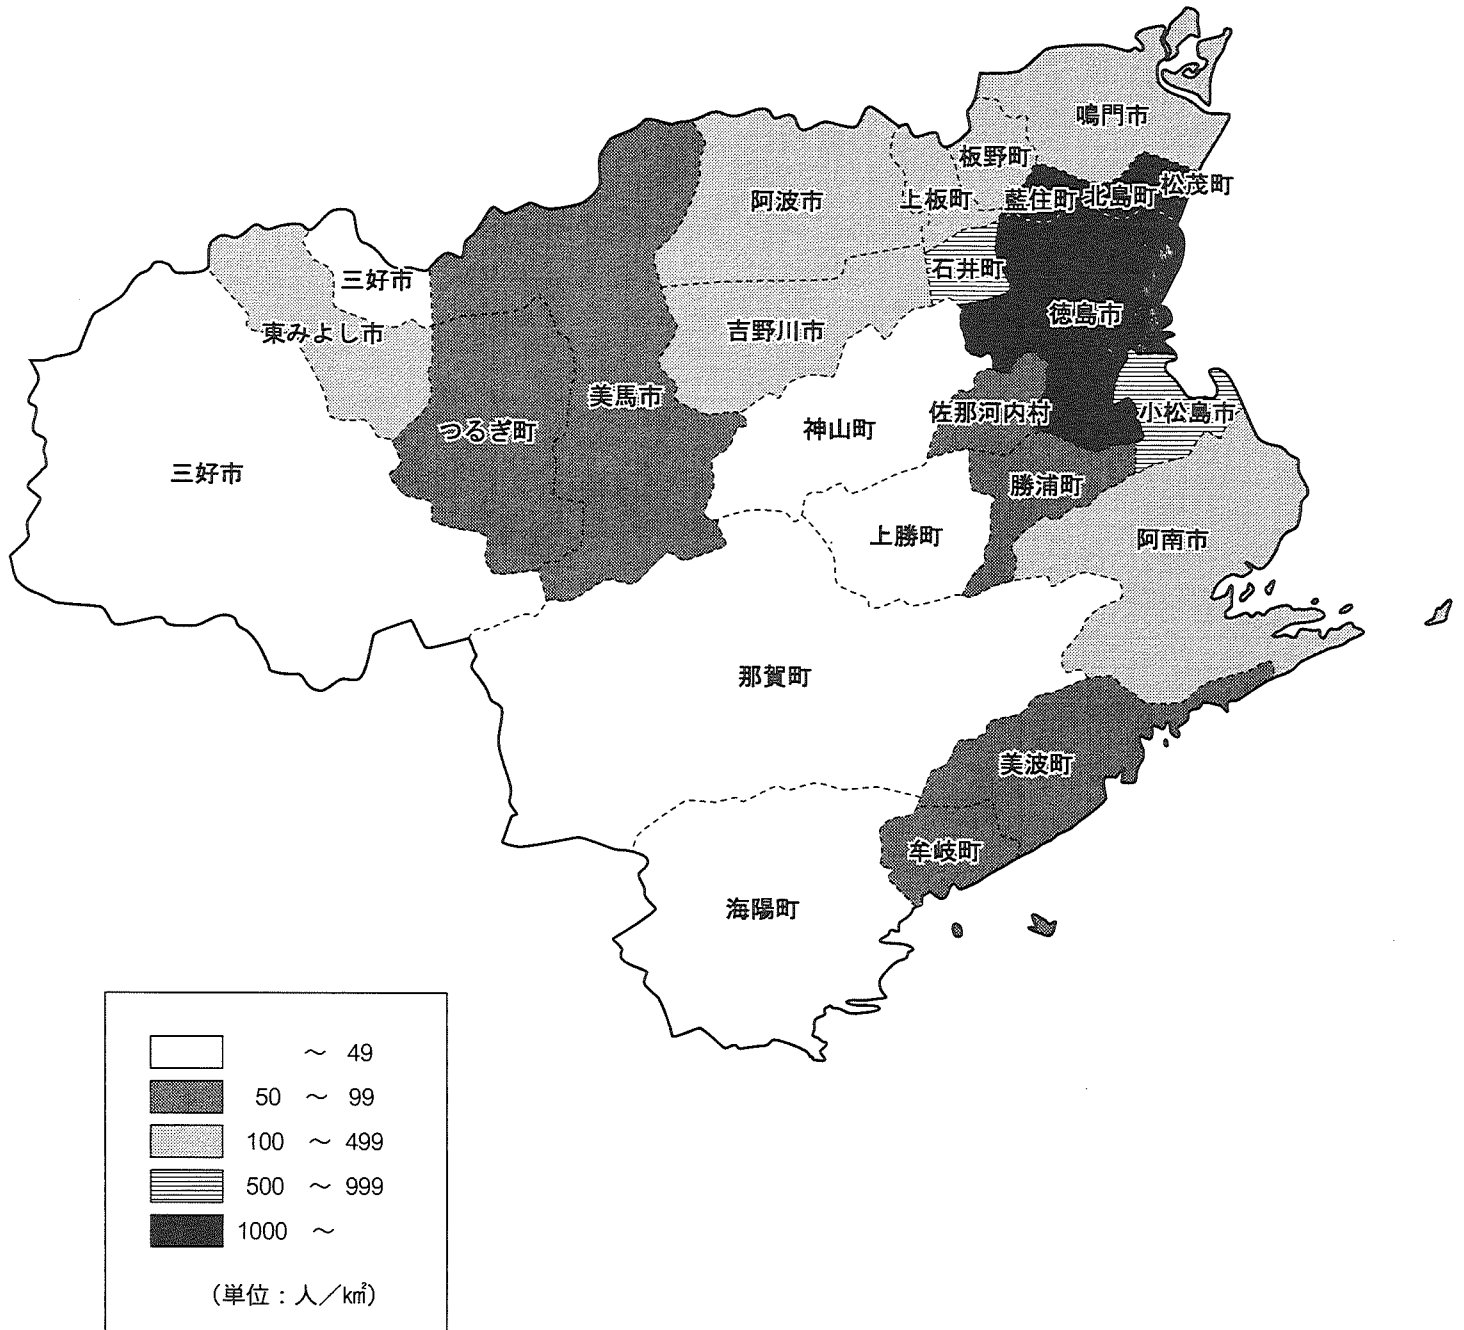 鳴門市
板野町
阿波市
上板町
藍住町
北島町
松茂町
石井町
三好市
徳島市
東みよし市
吉野川市
美馬市
佐那河内村
小松島市
つるぎ町
神山町
三好市
勝浦町
上勝町
阿南市
那賀町
美波町
牟岐町
海陽町
～ 49
50 ～ 99
100 ～ 499
500 ～ 999
1000 ～
(単位：人／km²)